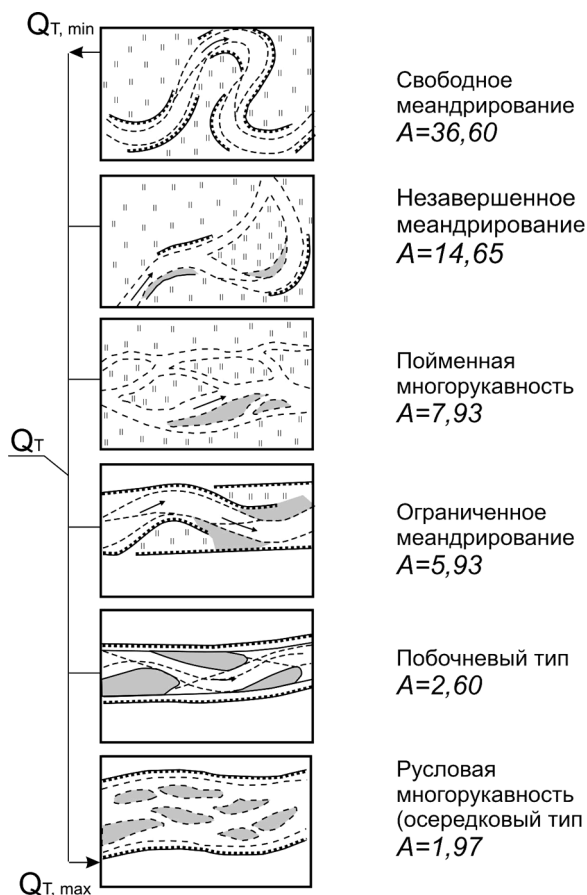 QT, min
Свободное
меандрирование
A=36,60
Незавершенное
меандрирование
A=14,65
Пойменная
многорукавность
A=7,93
QT
Ограниченное
меандрирование
A=5,93
Побочневый тип
A=2,60
Русловая
многорукавность
(осередковый тип
A=1,97
QT, max